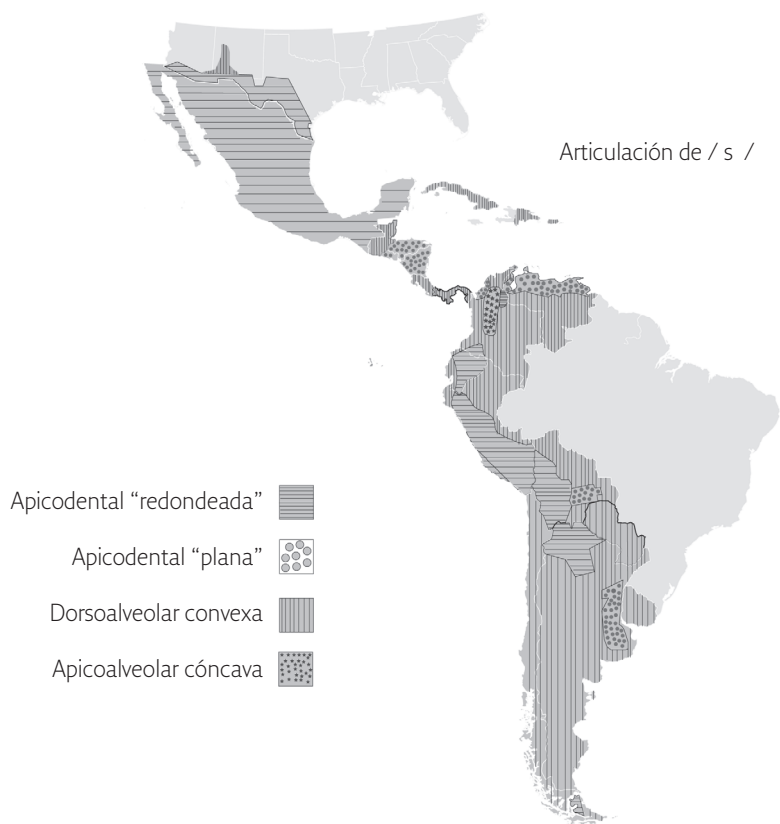 Articulación de / s /
Apicodental “redondeada”
Apicodental “plana”
Dorsoalveolar convexa
Apicoalveolar cóncava